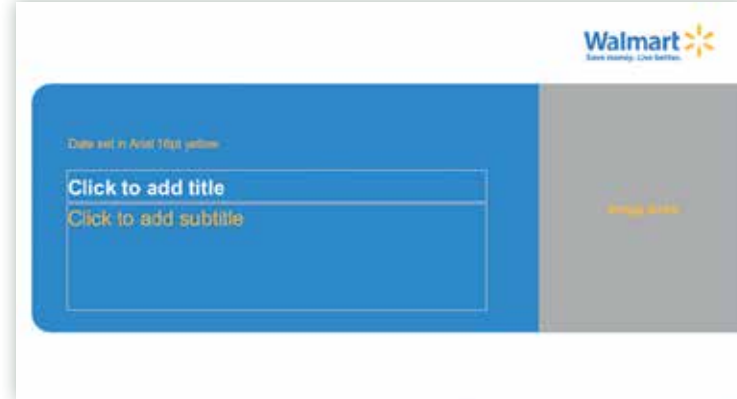 Walmart
Save money. Live better.
Date set in Arial 16pt yellow
Click to add title
Click to add subtitle